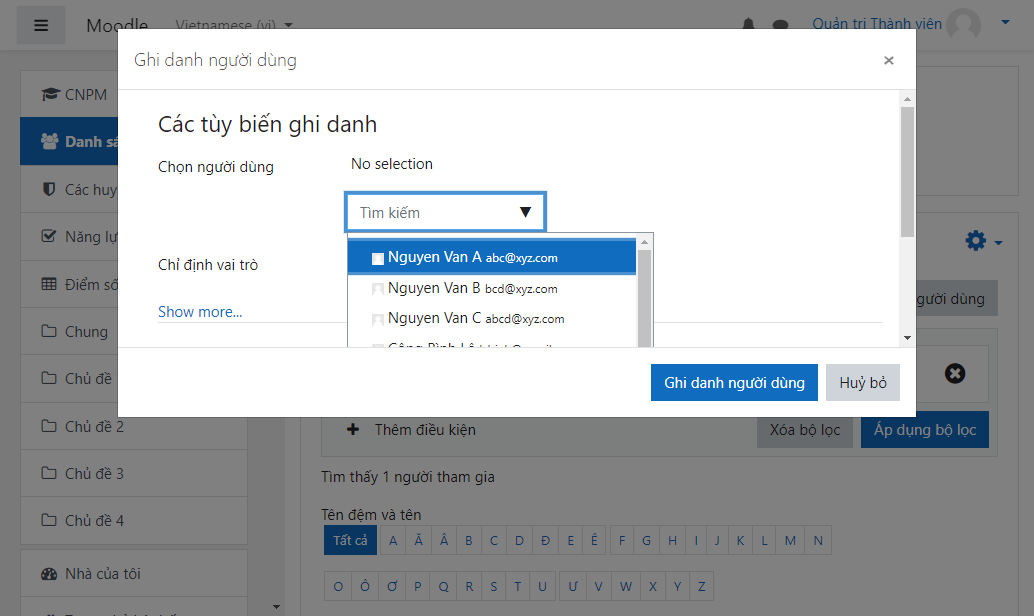 Moodle
Vietnamese (vi)
Quản trị Thành viên
Ghi danh người dùng
×
Các tùy biến ghi danh
Chọn người dùng
No selection
Tìm kiếm ▼
Nguyen Van A abc@xyz.com
Nguyen Van B bcd@xyz.com
Nguyen Van C abcd@xyz.com
Chỉ định vai trò
Show more...
Ghi danh người dùng
Huỷ bỏ
CNPM
Danh sá
Các huy
Năng lự
Điểm số
Chung
Chủ đề
Chủ đề 2
Chủ đề 3
Chủ đề 4
Nhà của tôi
gười dùng
Thêm điều kiện
Xóa bộ lọc
Áp dụng bộ lọc
Tìm thấy 1 người tham gia
Tên đệm và tên
Tất cả A Ă Â B C D Đ E Ê F G H I J K L M N
O Ô Ơ P Q R S T U Ư V W X Y Z